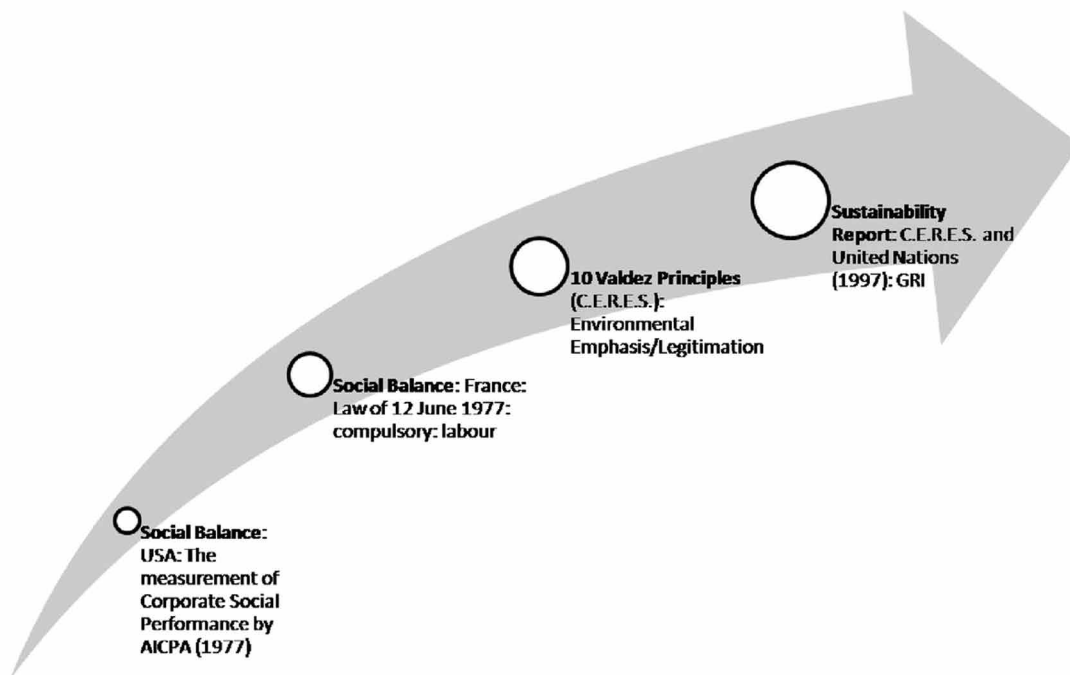 Social Balance:
USA: The
measurement of
Corporate Social
Performance by
AICPA (1977)
Social Balance: France:
Law of 12 June 1977:
compulsory: labour
10 Valdez Principles
(C.E.R.E.S.):
Environmental
Emphasis/Legitimation
Sustainability
Report: C.E.R.E.S. and
United Nations
(1997): GRI